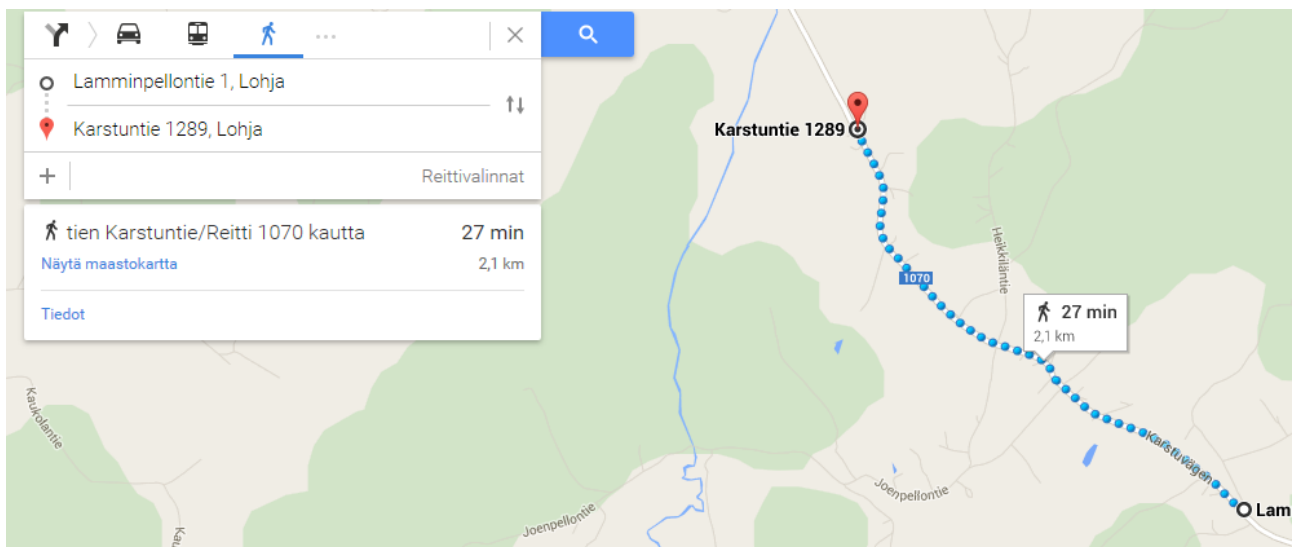 Lamminpellontie 1, Lohja
Karstuntie 1289, Lohja
Reittivalinnat
tien Karstuntie/Reitti 1070 kautta 27 min
Näytä maastokartta 2,1 km
Tiedot
Karstuntie 1289
Heikkiläntie
1070
27 min
2,1 km
Kaukolantie
Karstuvägen
Joenpellontie
Lam
Joenpellontie
Kau